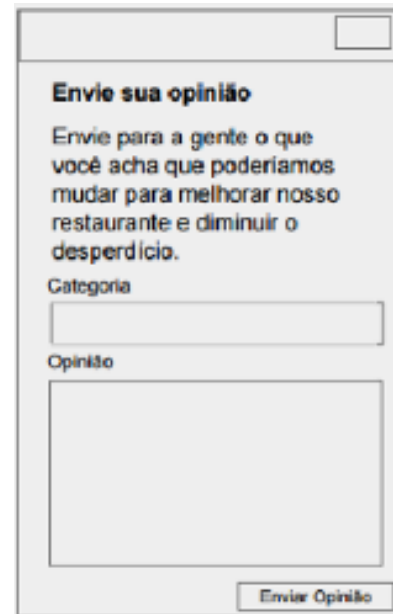 Envie sua opinião
Envie para a gente o que
você acha que poderíamos
mudar para melhorar nosso
restaurante e diminuir o
desperdício.
Categoria
Opinião
Enviar Opinião